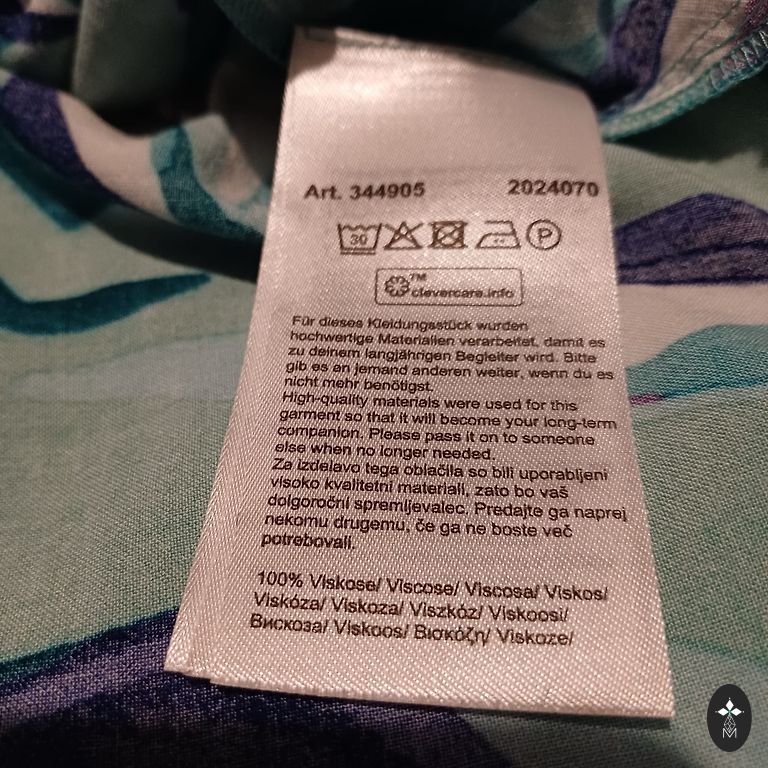 Art. 344905 2024070
30 P
™ clevercare.info
Für dieses Kleidungsstück wurden
hochwertige Materialien verarbeitet, damit es
zu deinem langjährigen Begleiter wird. Bitte
gib es an jemand anderen weiter, wenn du es
nicht mehr benötigst.
High-quality materials were used for this
garment so that it will become your long-term
companion. Please pass it on to someone
else when no longer needed.
Za izdelavo tega oblačila so bili uporabljeni
visoko kvalitetni materiali, zato bo vaš
dolgoročni spremljevalec. Predajte ga naprej
nekomu drugemu, če ga ne boste več
potrebovali.
100% Viskose/ Viscose/ Viscosa/ Viskos/
Viskóza/ Viskoza/ Viszkóz/ Viskoosi/
Вискоза/ Viskoos/ Βισκόζη/ Viskoze/
M